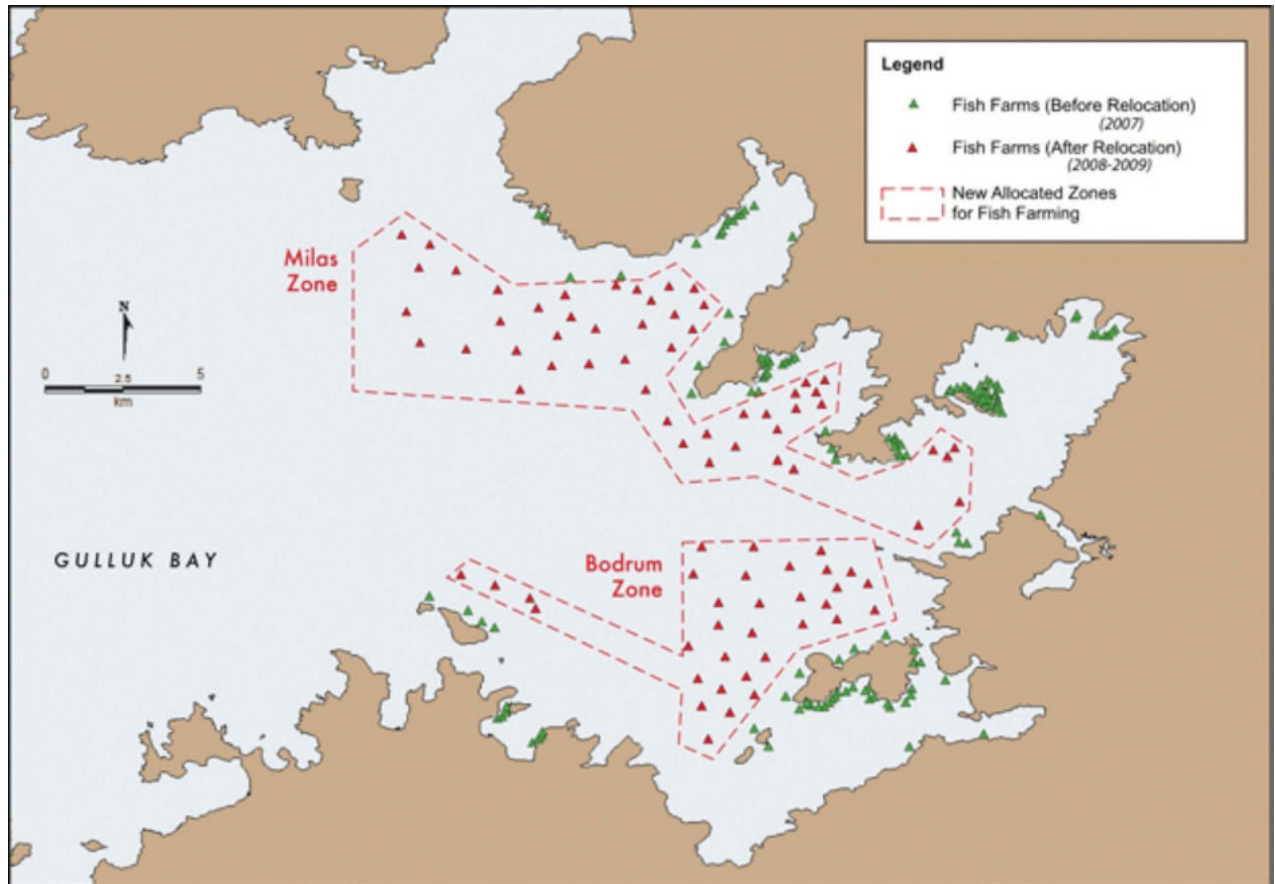 Legend
Fish Farms (Before Relocation)
(2007)
Fish Farms (After Relocation)
(2008-2009)
New Allocated Zones
for Fish Farming
Milas
Zone
N
0 2.5 5
km
GULLUK BAY
Bodrum
Zone